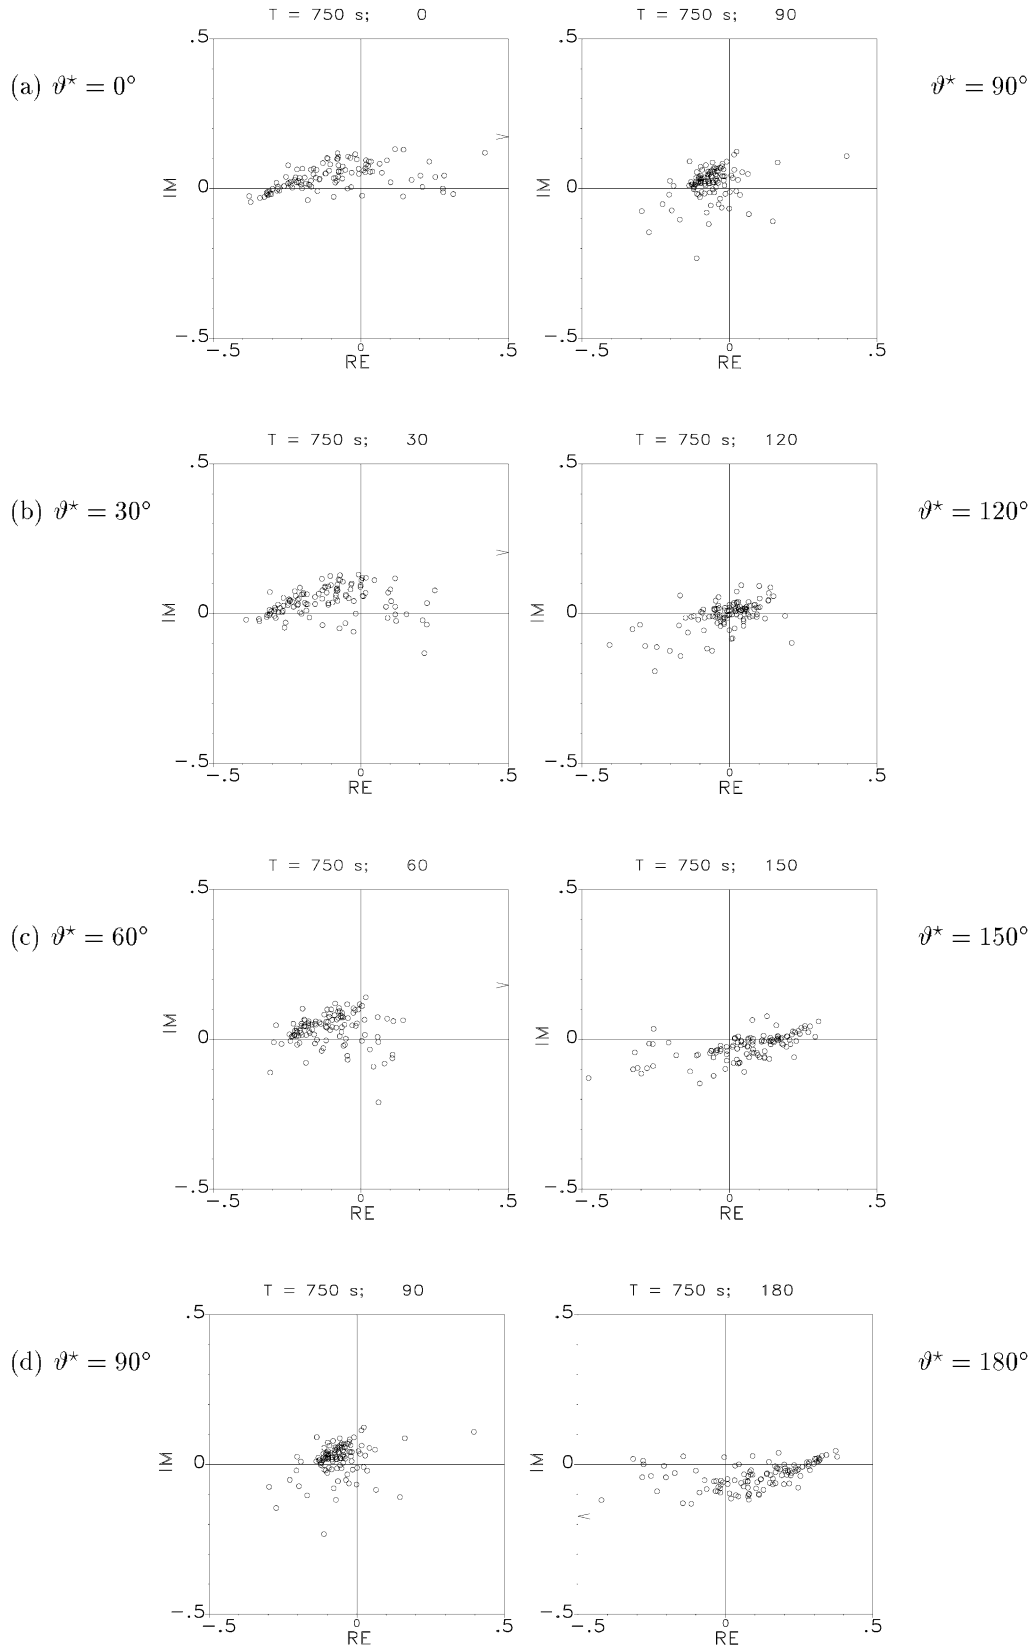 T = 750 s; 0
T = 750 s; 90
(a) ϑ* = 0°
ϑ* = 90°
.5
.5
IM
0
IM
0
-.5
-.5
-.5
0
.5
-.5
0
.5
RE
RE
T = 750 s; 30
T = 750 s; 120
(b) ϑ* = 30°
ϑ* = 120°
.5
.5
IM
0
IM
0
-.5
-.5
-.5
0
.5
-.5
0
.5
RE
RE
T = 750 s; 60
T = 750 s; 150
(c) ϑ* = 60°
ϑ* = 150°
.5
.5
IM
0
IM
0
-.5
-.5
-.5
0
.5
-.5
0
.5
RE
RE
T = 750 s; 90
T = 750 s; 180
(d) ϑ* = 90°
ϑ* = 180°
.5
.5
IM
0
IM
0
-.5
-.5
-.5
0
.5
-.5
0
.5
RE
RE